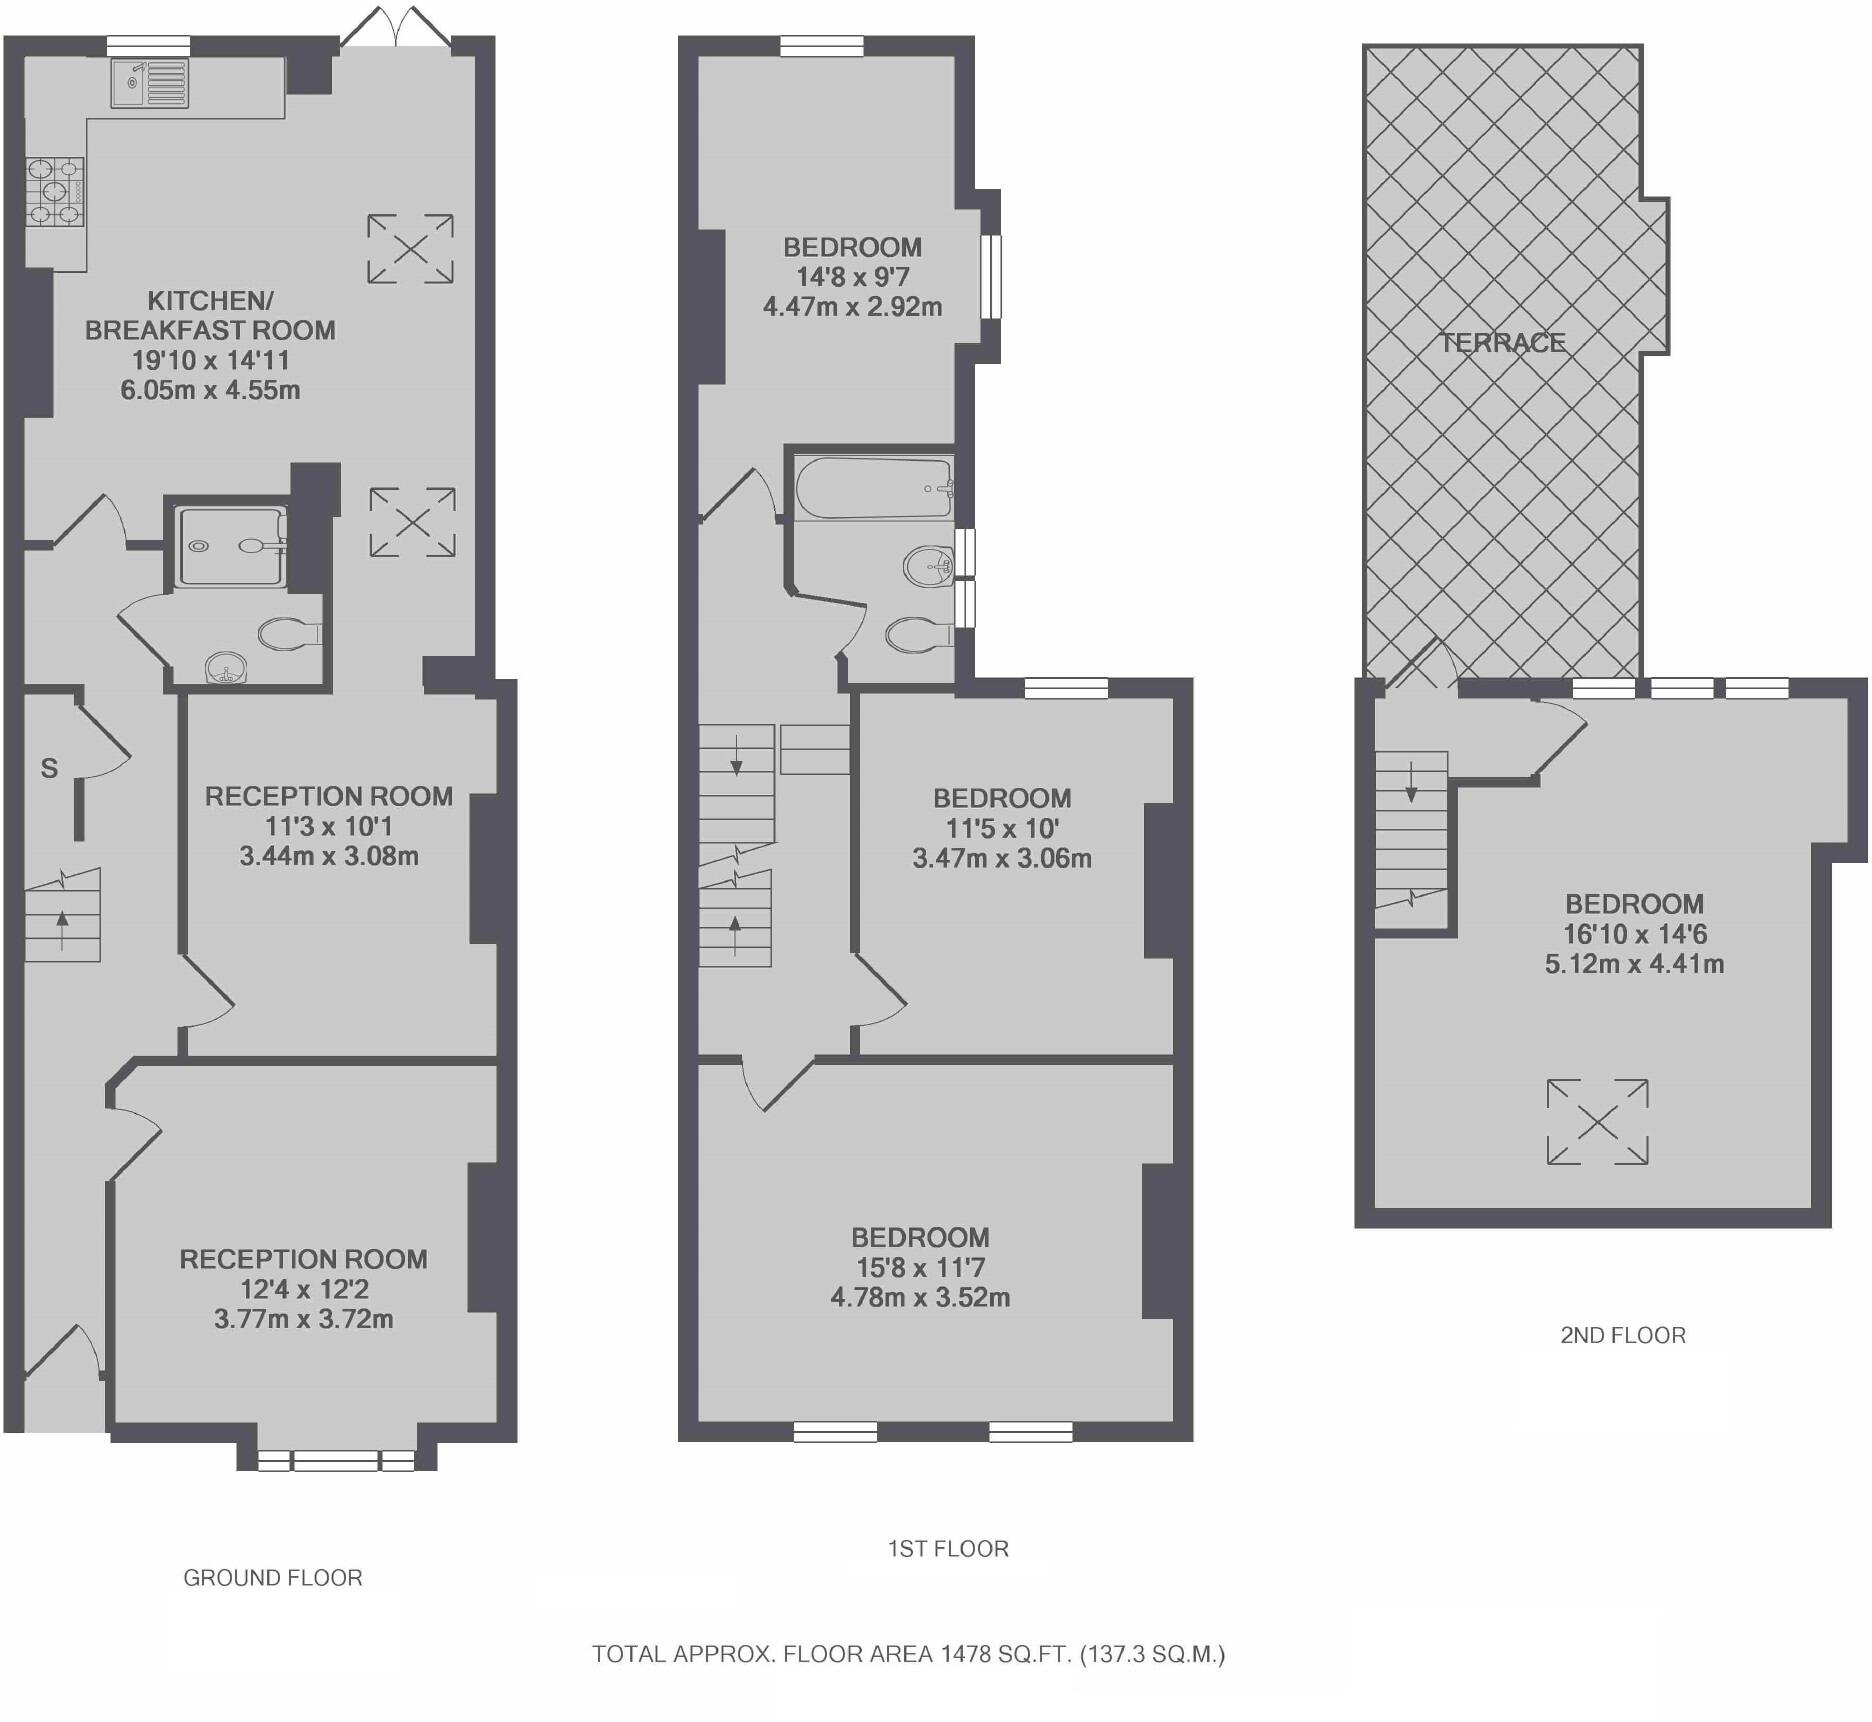 KITCHEN/
BREAKFAST ROOM
19'10 x 14'11
6.05m x 4.55m
S
RECEPTION ROOM
11'3 x 10'1
3.44m x 3.08m
RECEPTION ROOM
12'4 x 12'2
3.77m x 3.72m
GROUND FLOOR
BEDROOM
14'8 x 9'7
4.47m x 2.92m
BEDROOM
11'5 x 10'
3.47m x 3.06m
BEDROOM
15'8 x 11'7
4.78m x 3.52m
1ST FLOOR
TERRACE
BEDROOM
16'10 x 14'6
5.12m x 4.41m
2ND FLOOR
TOTAL APPROX. FLOOR AREA 1478 SQ.FT. (137.3 SQ.M.)